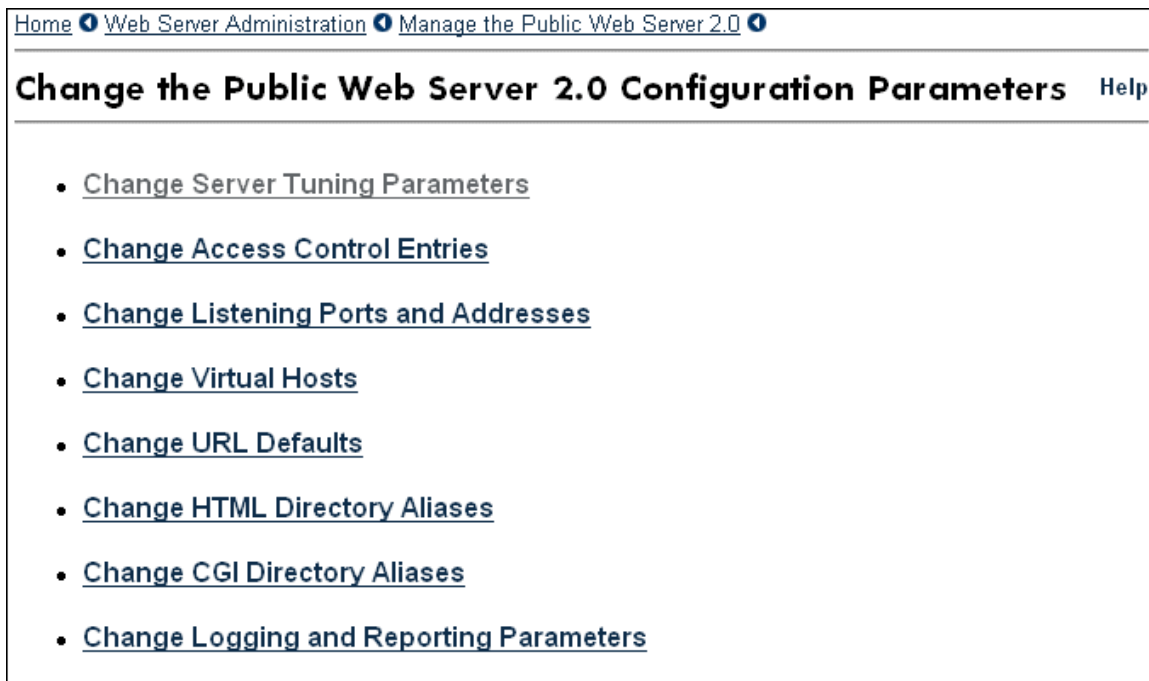 Home Web Server Administration Manage the Public Web Server 2.0
Change the Public Web Server 2.0 Configuration Parameters Help
Change Server Tuning Parameters
Change Access Control Entries
Change Listening Ports and Addresses
Change Virtual Hosts
Change URL Defaults
Change HTML Directory Aliases
Change CGI Directory Aliases
Change Logging and Reporting Parameters